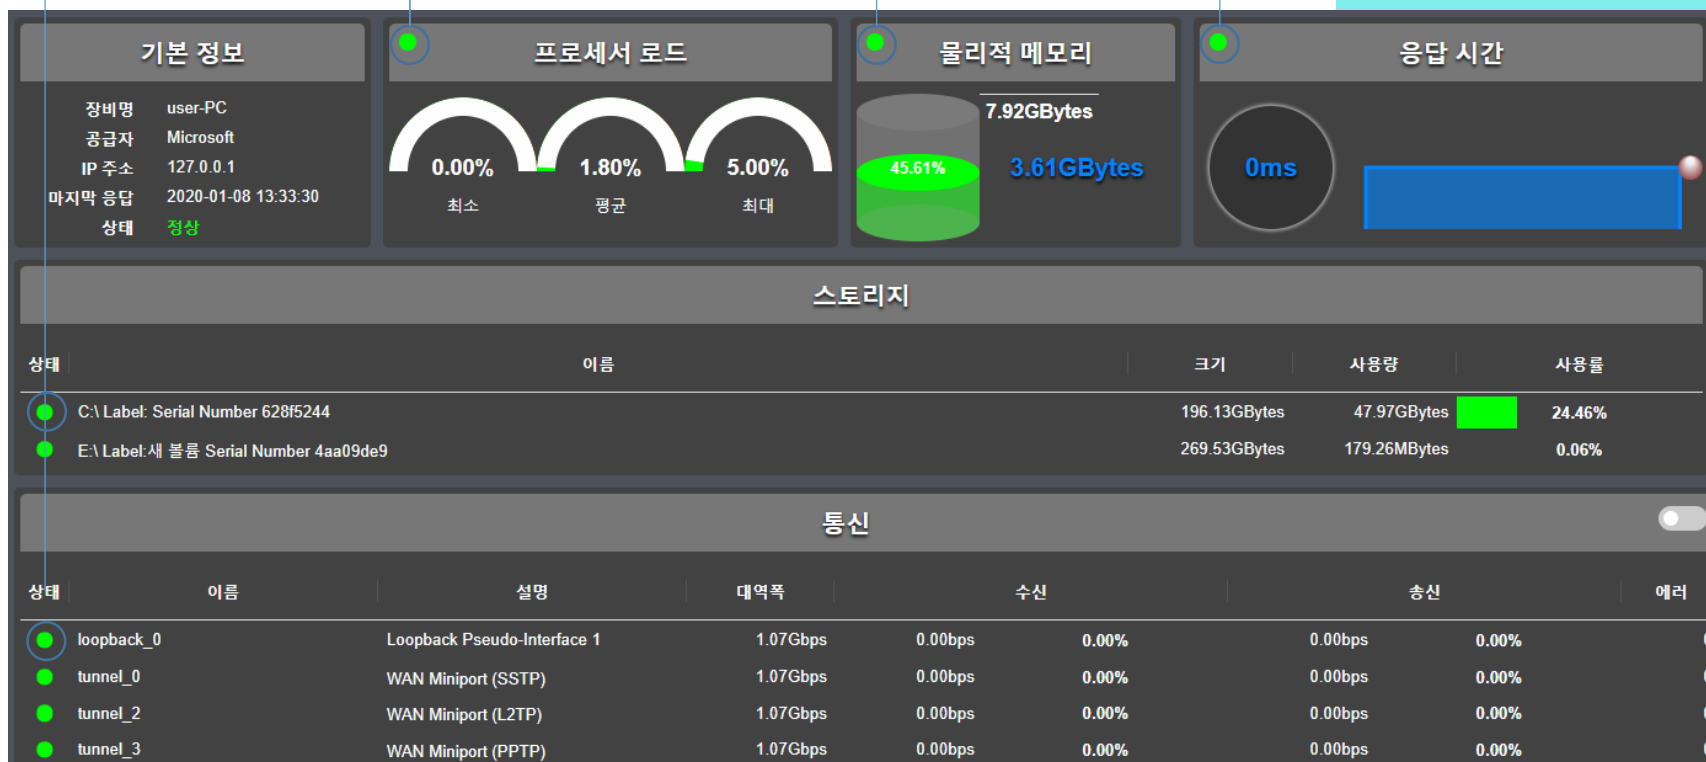 기본 정보
장비명 user-PC
공급자 Microsoft
IP 주소 127.0.0.1
마지막 응답 2020-01-08 13:33:30
상태 정상
프로세서 로드
0.00% 1.80% 5.00%
최소 평균 최대
물리적 메모리
7.92GBytes
45.61% 3.61GBytes
응답 시간
0ms
스토리지
상태 이름 크기 사용량 사용률
C:\ Label: Serial Number 628f5244 196.13GBytes 47.97GBytes 24.46%
E:\ Label:새 볼륨 Serial Number 4aa09de9 269.53GBytes 179.26MBytes 0.06%
통신
상태 이름 설명 대역폭 수신 송신 에러
loopback_0 Loopback Pseudo-Interface 1 1.07Gbps 0.00bps 0.00% 0.00bps 0.00%
tunnel_0 WAN Miniport (SSTP) 1.07Gbps 0.00bps 0.00% 0.00bps 0.00%
tunnel_2 WAN Miniport (L2TP) 1.07Gbps 0.00bps 0.00% 0.00bps 0.00%
tunnel_3 WAN Miniport (PPTP) 1.07Gbps 0.00bps 0.00% 0.00bps 0.00%